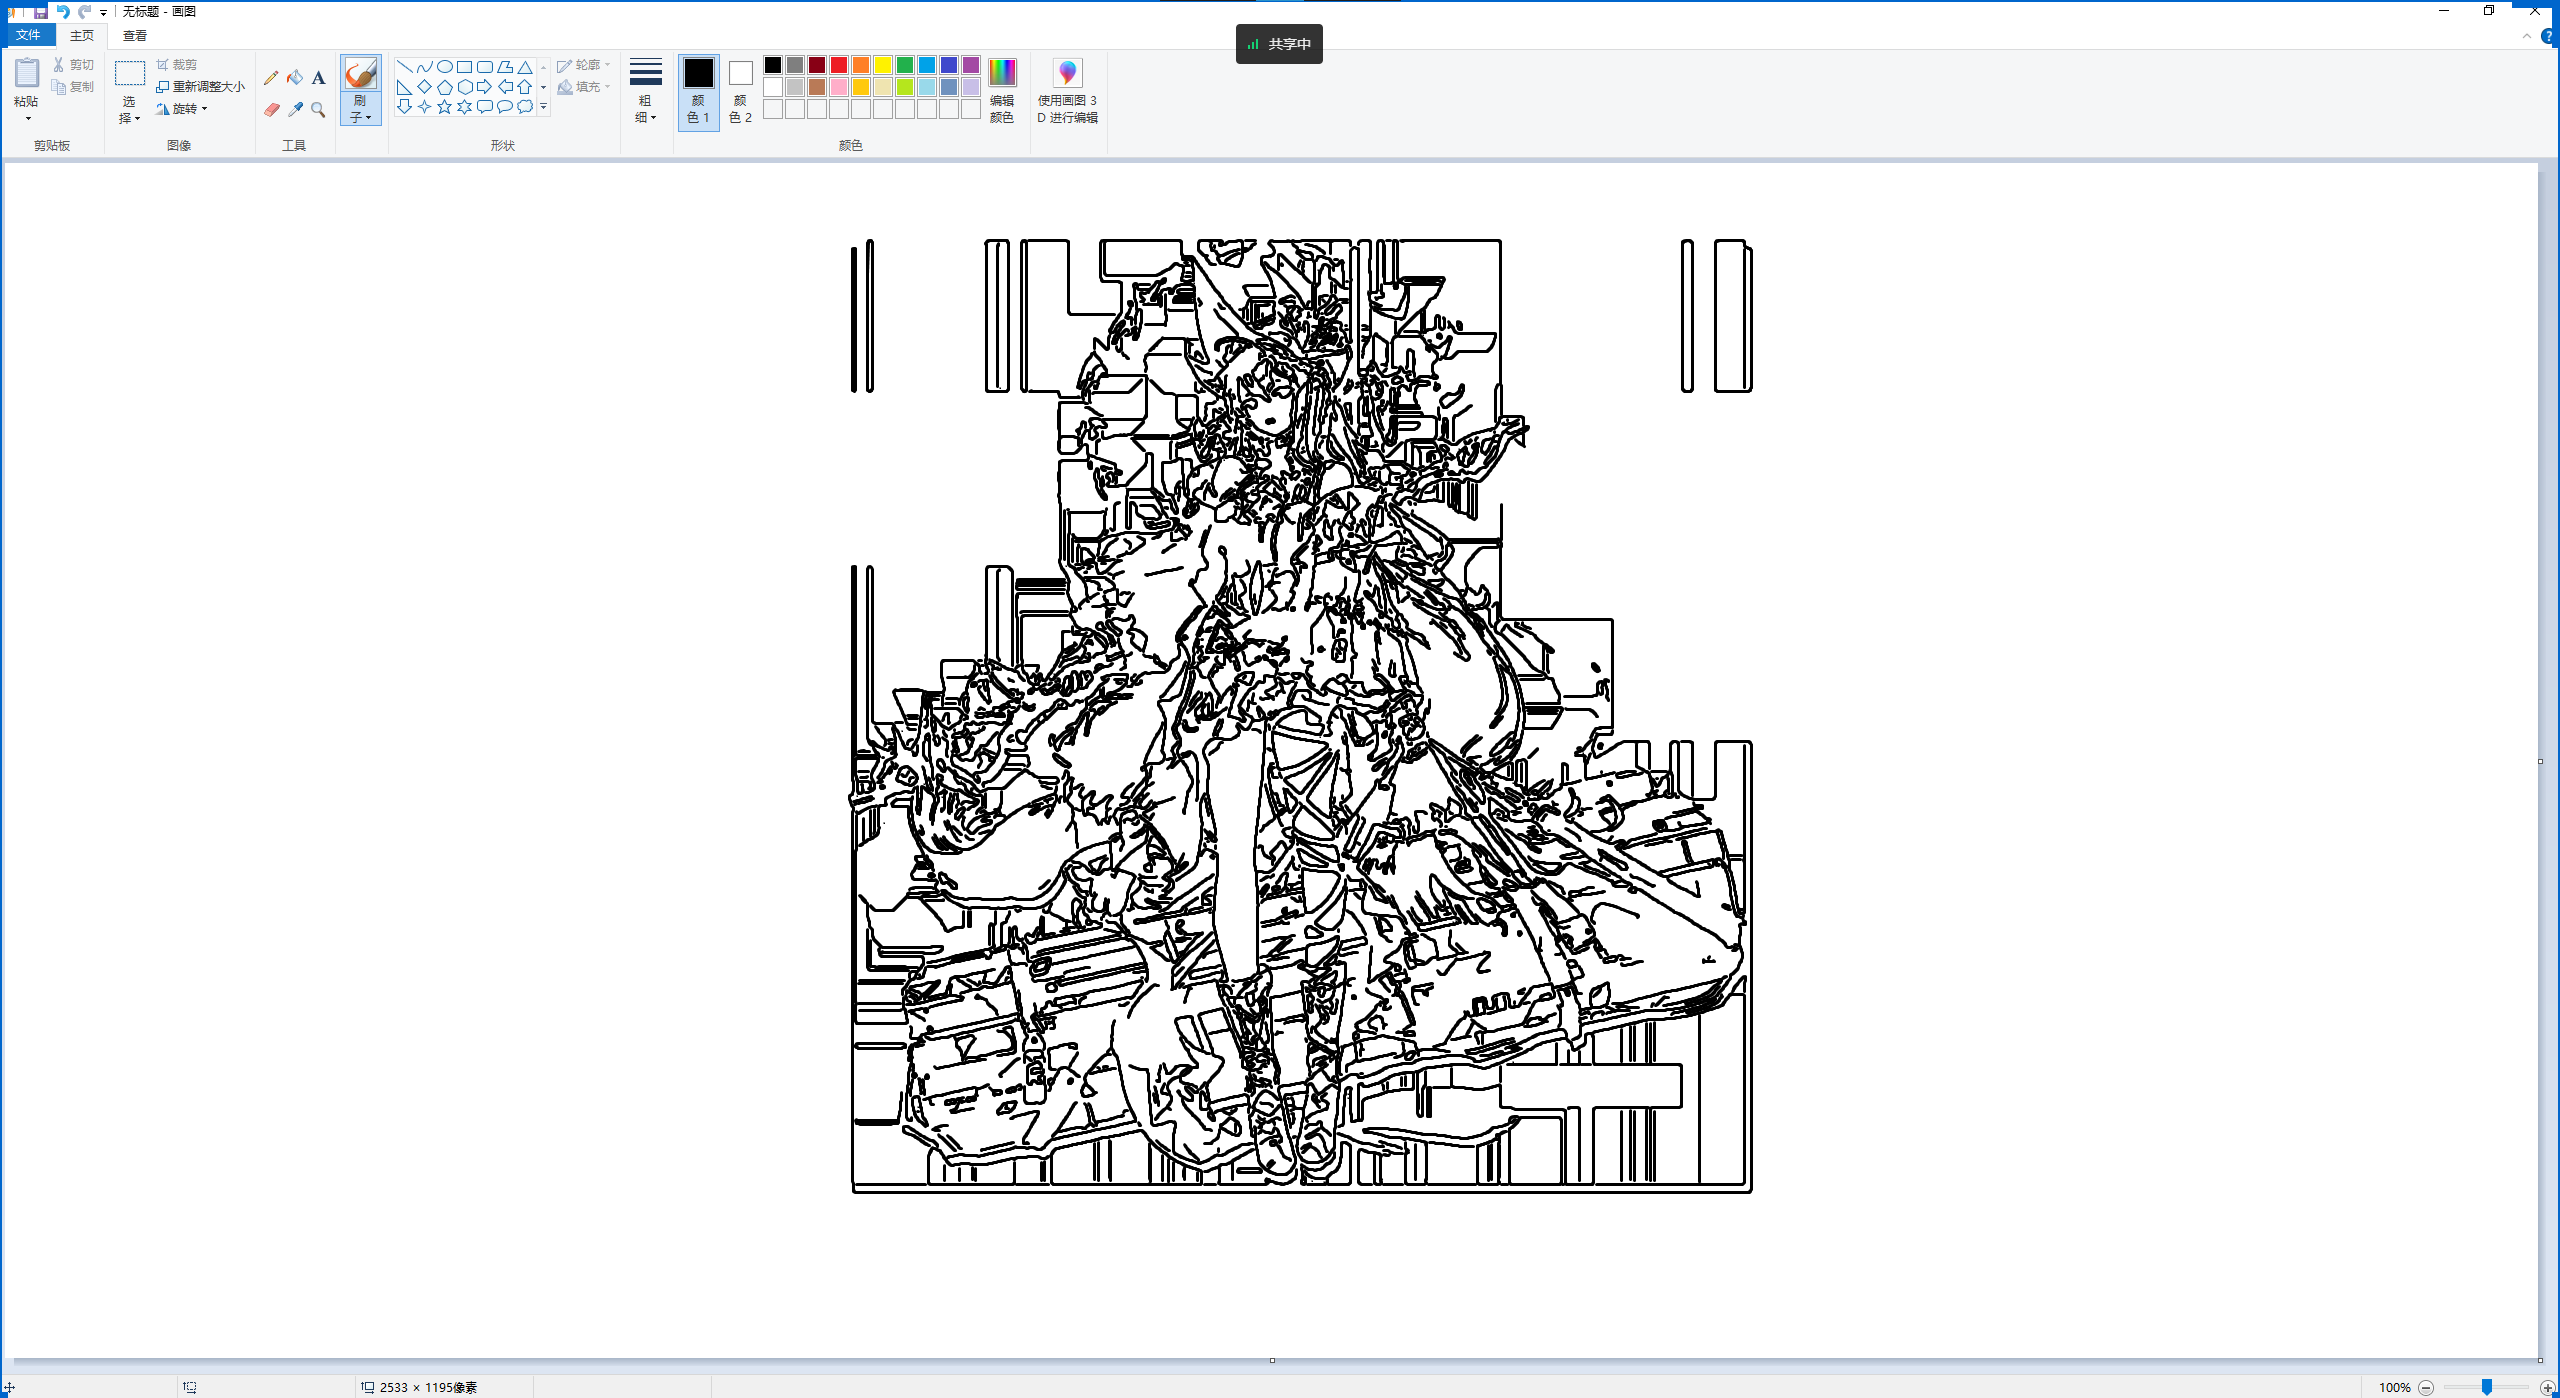 无标题 - 画图
文件 主页 查看
共享中
粘贴
剪切
复制
剪贴板
选择
裁剪
重新调整大小
旋转
图像
A
工具
刷子
轮廓
填充
形状
粗细
颜色 1
颜色 2
编辑颜色
颜色
使用画图 3D 进行编辑
2533 × 1195像素
100%